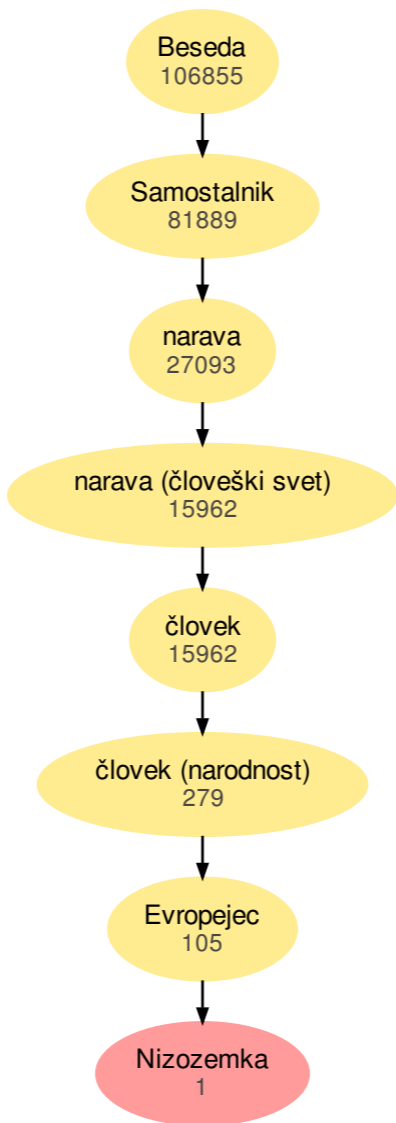 Beseda
106855
Samostalnik
81889
narava
27093
narava (človeški svet)
15962
človek
15962
človek (narodnost)
279
Evropejec
105
Nizozemka
1